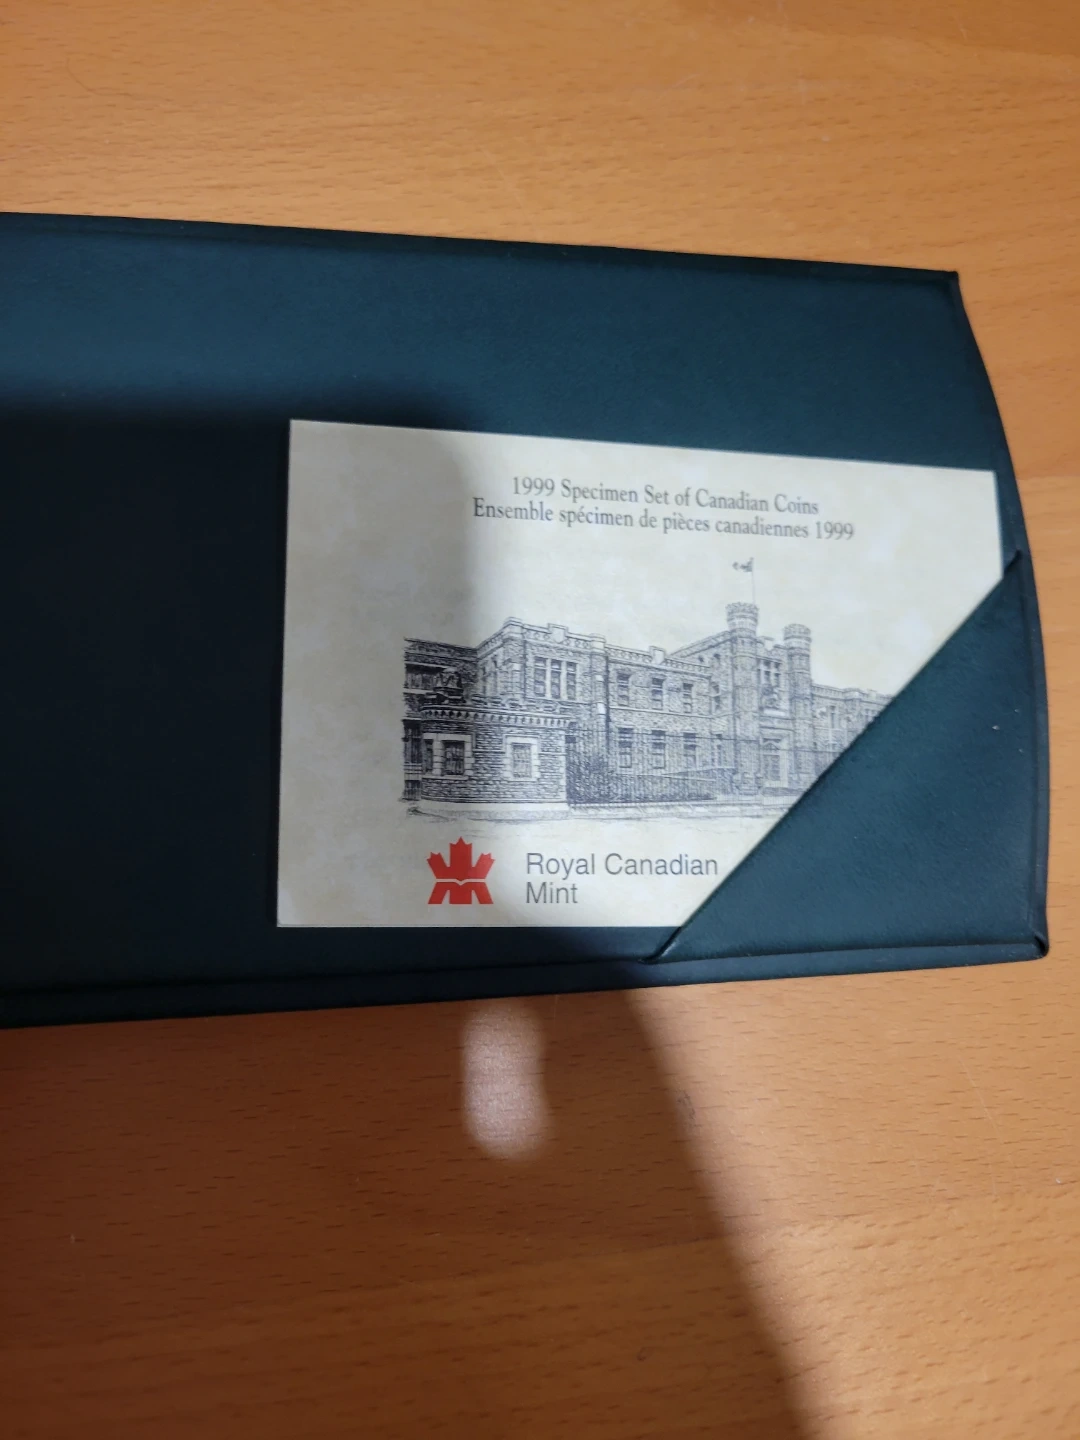 1999 Specimen Set of Canadian Coins
Ensemble spécimen de pièces canadiennes 1999
Royal Canadian
Mint